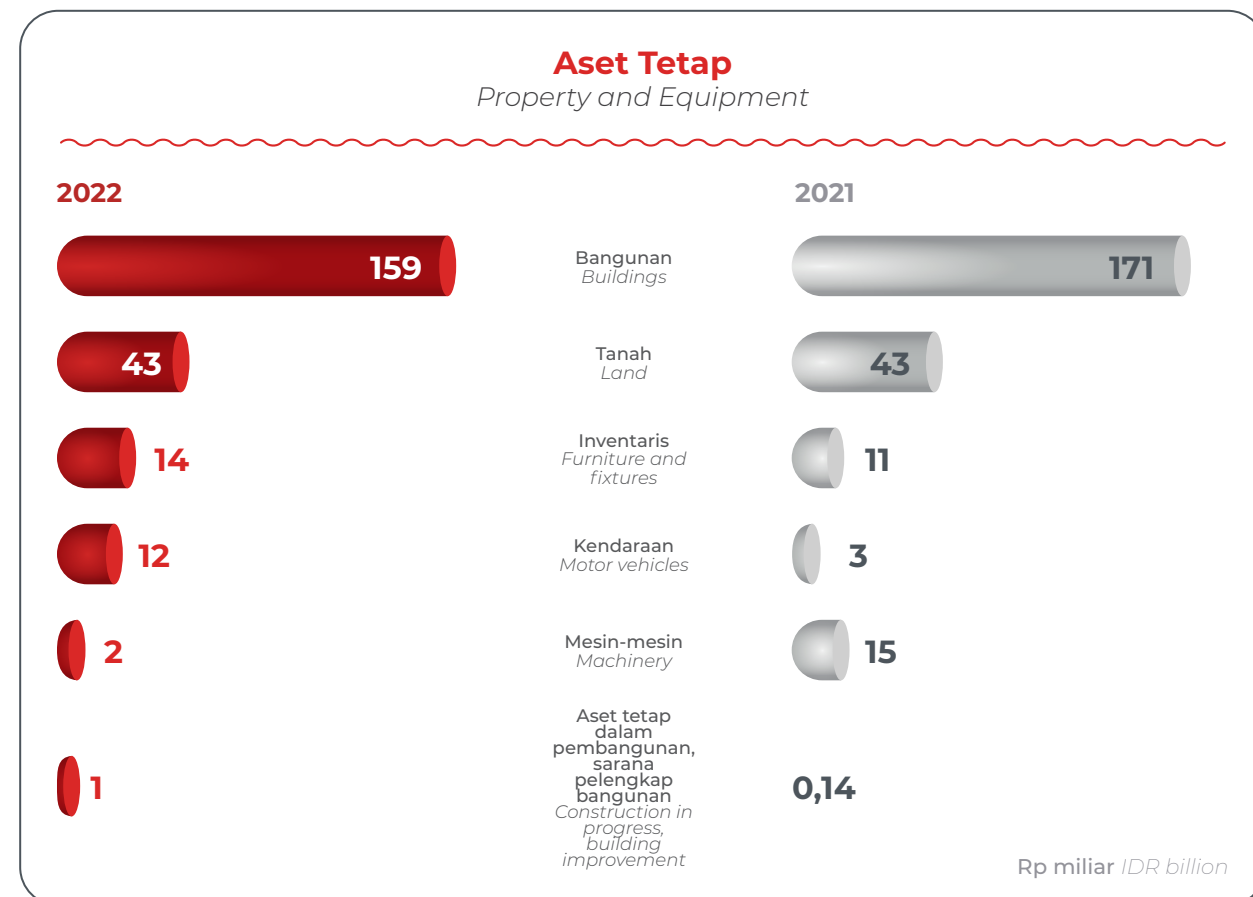 Aset Tetap
Property and Equipment
2022
2021
159
Bangunan
Buildings
171
43
Tanah
Land
43
14
Inventaris
Furniture and
fixtures
11
12
Kendaraan
Motor vehicles
3
2
Mesin-mesin
Machinery
15
1
Aset tetap
dalam
pembangunan,
sarana
pelengkap
bangunan
Construction in
progress,
building
improvement
0,14
Rp miliar IDR billion